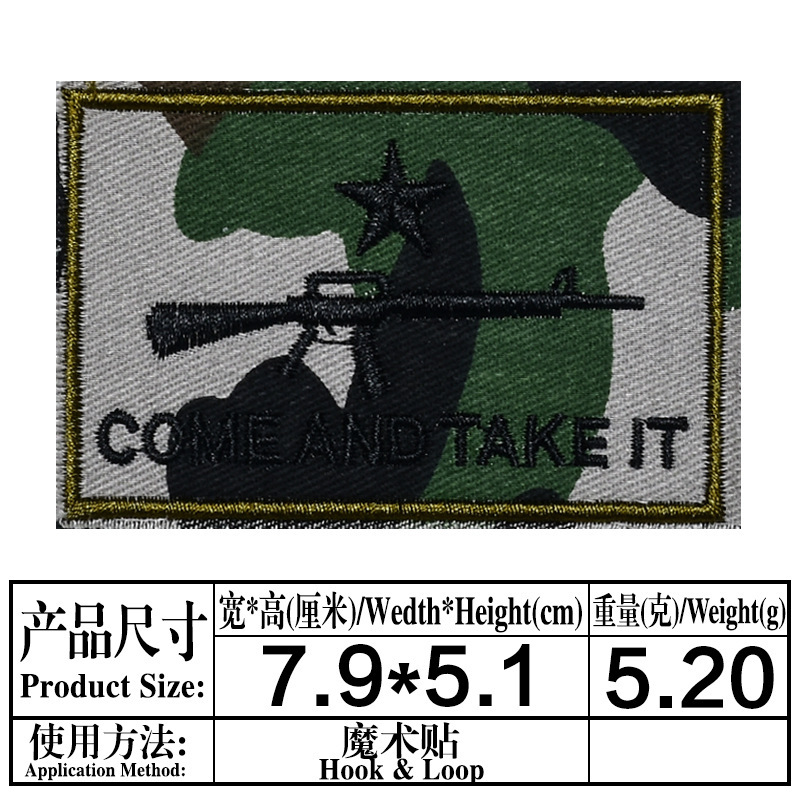 COME AND TAKE IT
产品尺寸
Product Size:
宽*高(厘米)/Wedth*Height(cm)
重量(克)/Weight(g)
7.9*5.1
5.20
使用方法:
Application Method:
魔术贴
Hook & Loop